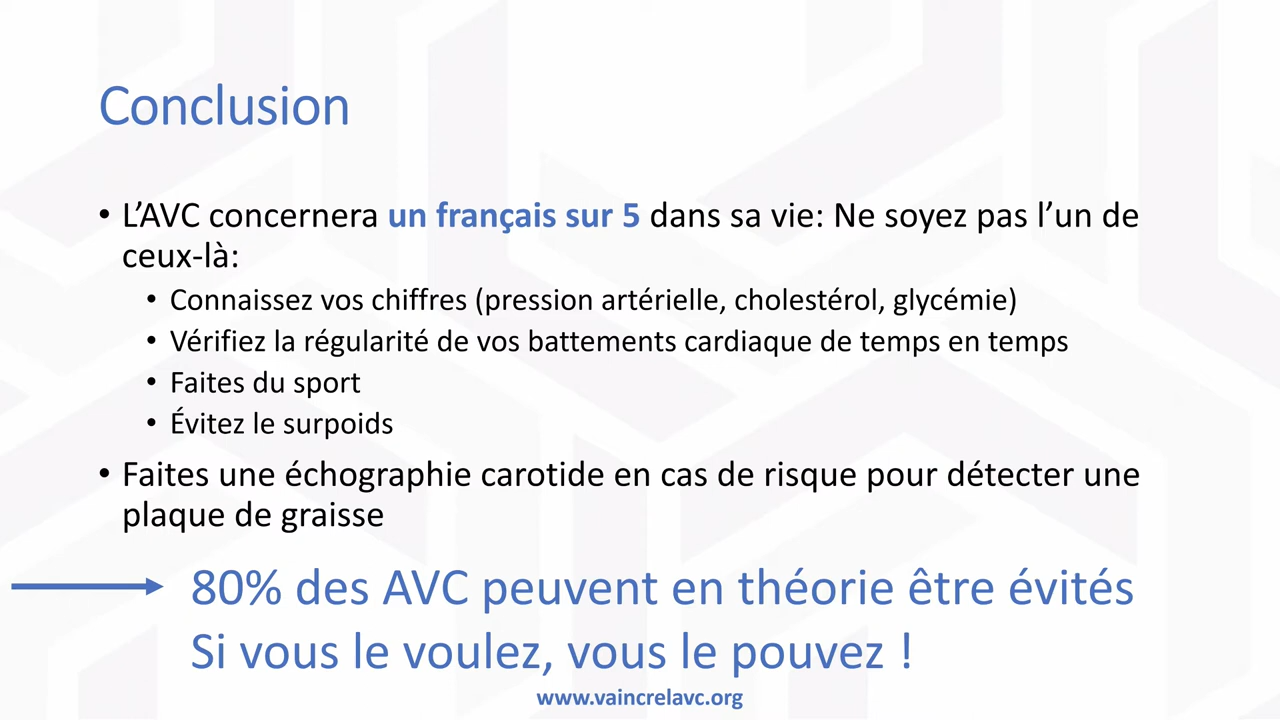 Conclusion
• L’AVC concernera un français sur 5 dans sa vie: Ne soyez pas l’un de
ceux-là:
• Connaissez vos chiffres (pression artérielle, cholestérol, glycémie)
• Vérifiez la régularité de vos battements cardiaque de temps en temps
• Faites du sport
• Évitez le surpoids
• Faites une échographie carotide en cas de risque pour détecter une
plaque de graisse
80% des AVC peuvent en théorie être évités
Si vous le voulez, vous le pouvez !
www.vaincrelavc.org